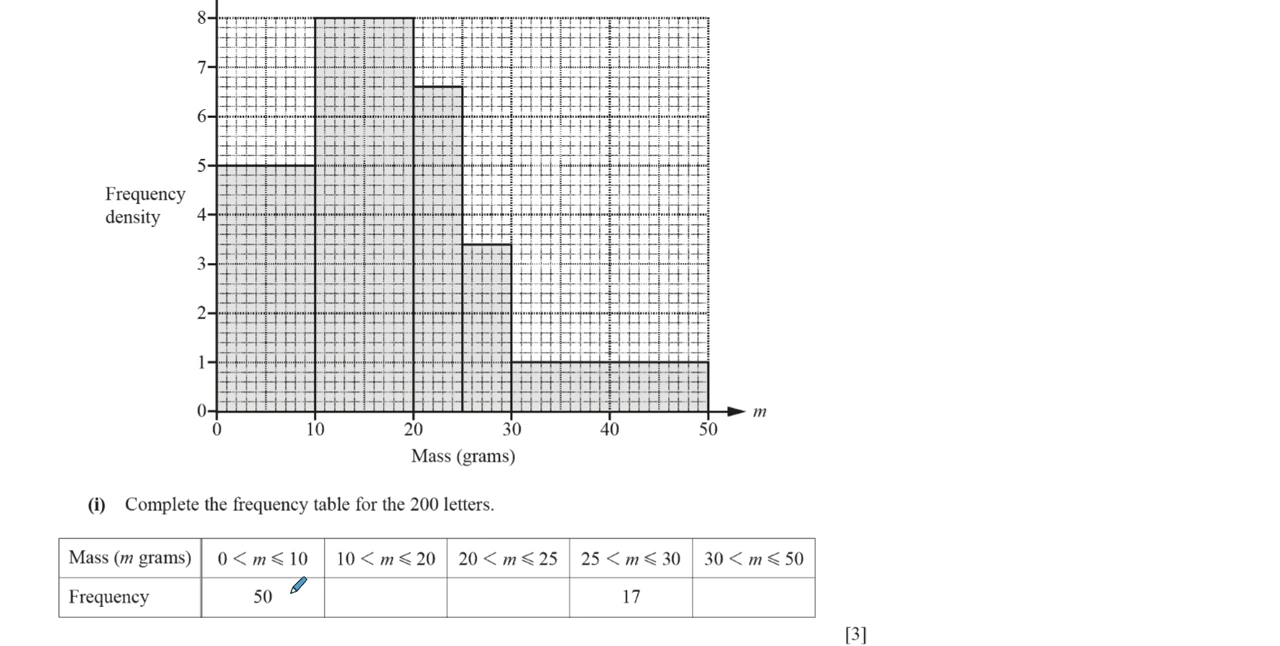 8
7
6
5
Frequency
density
4
3
2
1
0
m
0 10 20 30 40 50
Mass (grams)
(i) Complete the frequency table for the 200 letters.
Mass (m grams) 0 < m ⩽ 10 10 < m ⩽ 20 20 < m ⩽ 25 25 < m ⩽ 30 30 < m ⩽ 50
Frequency 50 17
[3]